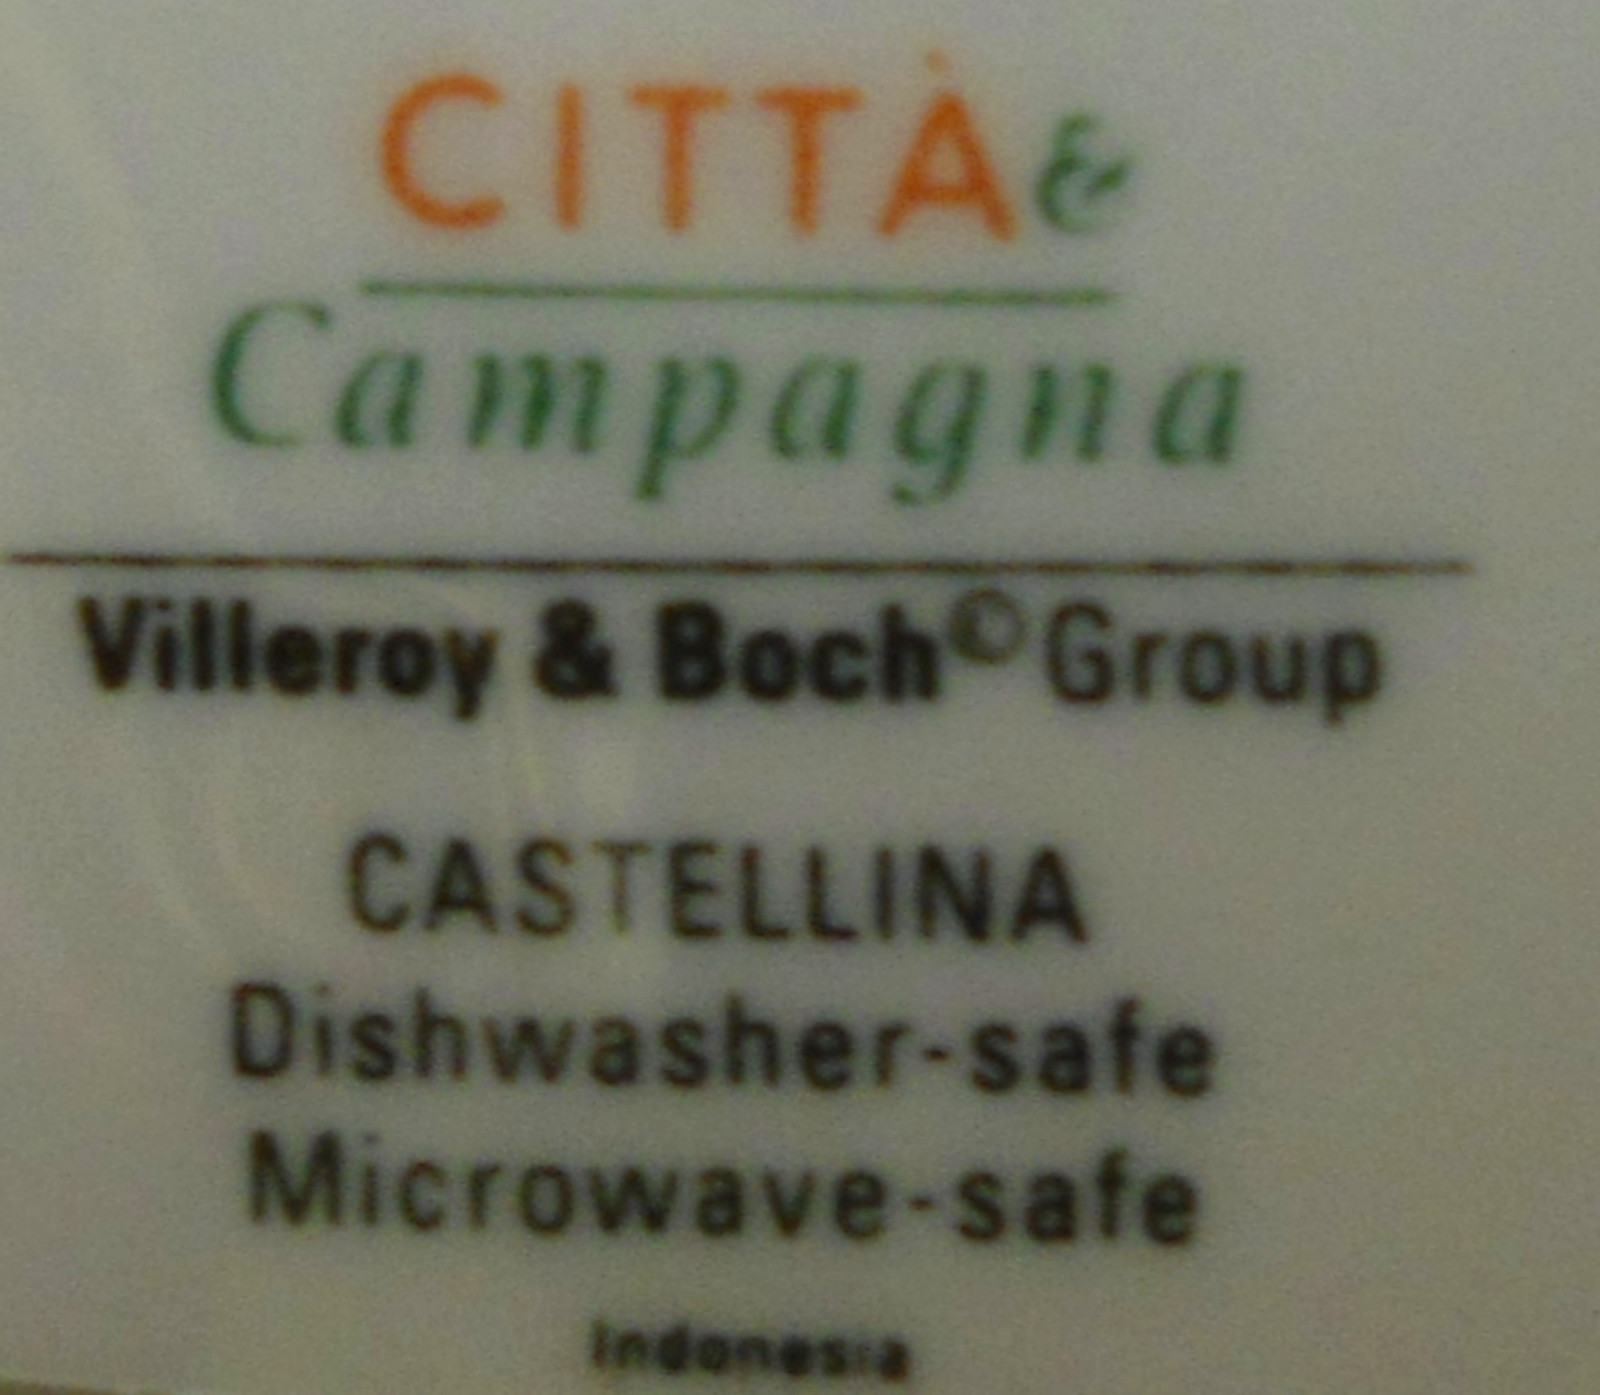 CITTÀ &
Campagna
Villeroy & Boch© Group
CASTELLINA
Dishwasher-safe
Microwave-safe
Indonesia